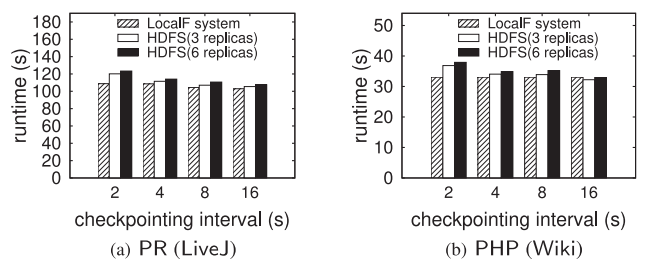 runtime (s)
180
160
140
120
100
80
60
40
20
0
LocalF system
HDFS(3 replicas)
HDFS(6 replicas)
2 4 8 16
checkpointing interval (s)
(a) PR (LiveJ)
runtime (s)
50
40
30
20
10
0
LocalF system
HDFS(3 replicas)
HDFS(6 replicas)
2 4 8 16
checkpointing interval (s)
(b) PHP (Wiki)